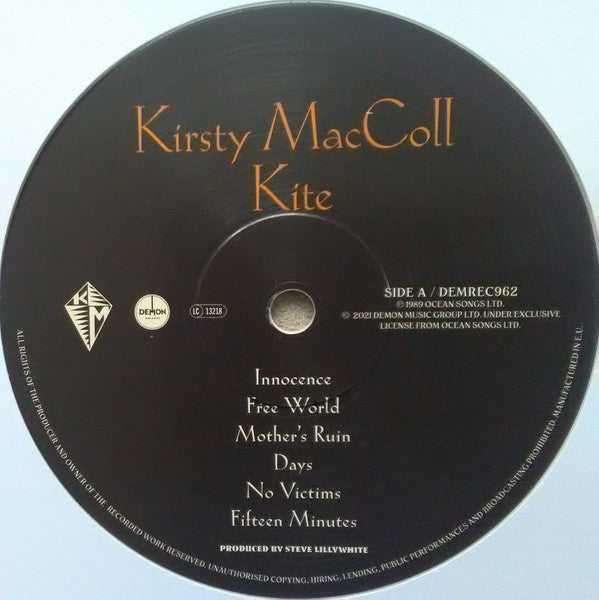 Kirsty MacColl
Kite
KM
DEMON
RECORDS
LC 13218
SIDE A / DEMREC962
℗ 1989 OCEAN SONGS LTD.
© 2021 DEMON MUSIC GROUP LTD. UNDER EXCLUSIVE
LICENSE FROM OCEAN SONGS LTD.
Innocence
Free World
Mother's Ruin
Days
No Victims
Fifteen Minutes
PRODUCED BY STEVE LILLYWHITE
ALL RIGHTS OF THE PRODUCER AND OWNER OF THE RECORDED WORK RESERVED. UNAUTHORISED COPYING, HIRING, LENDING, PUBLIC PERFORMANCES AND BROADCASTING PROHIBITED. MANUFACTURED IN E.U.